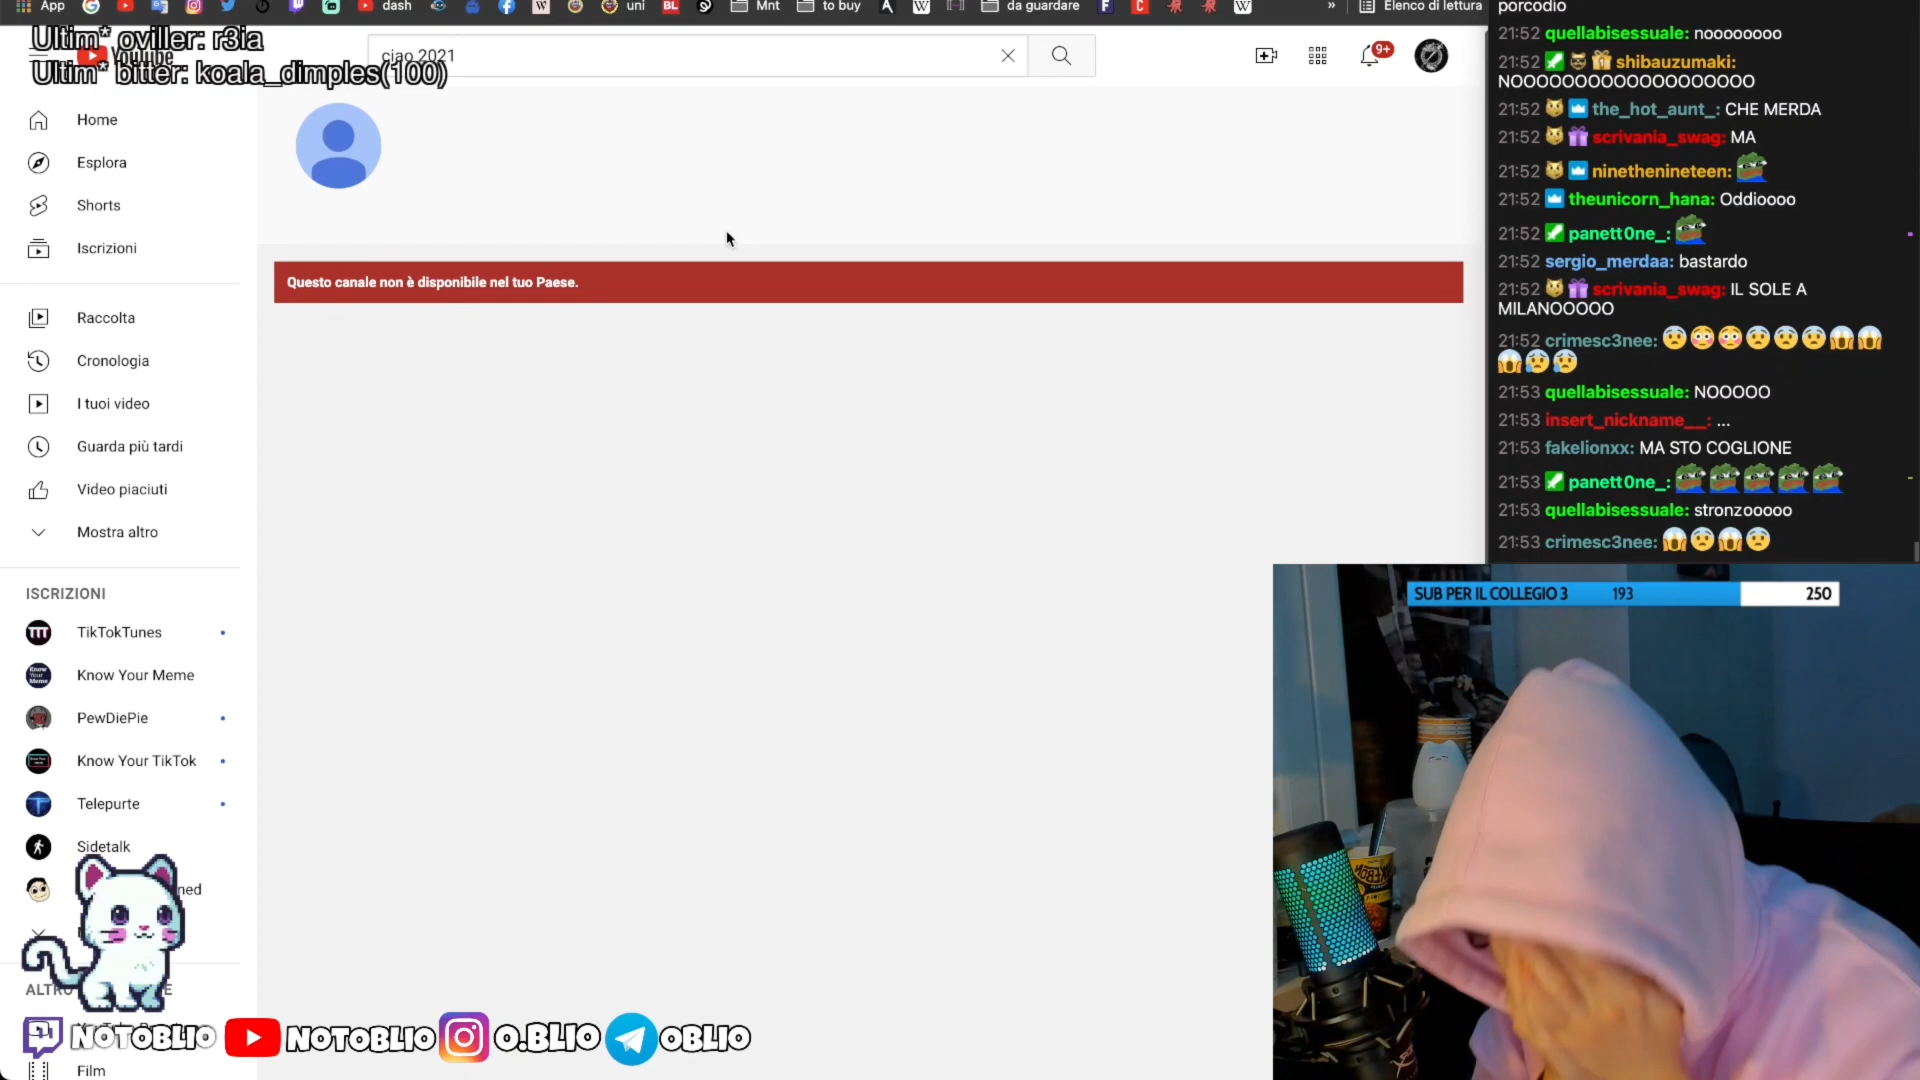 App
dash
uni
Mnt
to buy
da guardare
»
Elenco di lettura
Ultim* oviller: r3ia
Ultim* bitter: koala_dimples(100)
YouTube
ciao 2021
9+
Home
Esplora
Shorts
Iscrizioni
Raccolta
Cronologia
I tuoi video
Guarda più tardi
Video piaciuti
Mostra altro
ISCRIZIONI
TikTokTunes
Know Your Meme
PewDiePie
Know Your TikTok
Telepurte
Sidetalk
Film
Questo canale non è disponibile nel tuo Paese.
porcodio
21:52 quellabisessuale: noooooooo
21:52 shibauzumaki:
NOOOOOOOOOOOOOOOOOOO
21:52 the_hot_aunt_: CHE MERDA
21:52 scrivania_swag: MA
21:52 ninethenineteen:
21:52 theunicorn_hana: Oddioooo
21:52 panett0ne_:
21:52 sergio_merdaa: bastardo
21:52 scrivania_swag: IL SOLE A
MILANOOOOO
21:52 crimesc3nee: 😨😳😳😨😨😨😱😱
😱😰😰
21:53 quellabisessuale: NOOOOO
21:53 insert_nickname__: ...
21:53 fakelionxx: MA STO COGLIONE
21:53 panett0ne_:
21:53 quellabisessuale: stronzooooo
21:53 crimesc3nee: 😱😨😱😨
SUB PER IL COLLEGIO 3 193 250
NOTOBLIO NOTOBLIO O.BLIO OBLIO